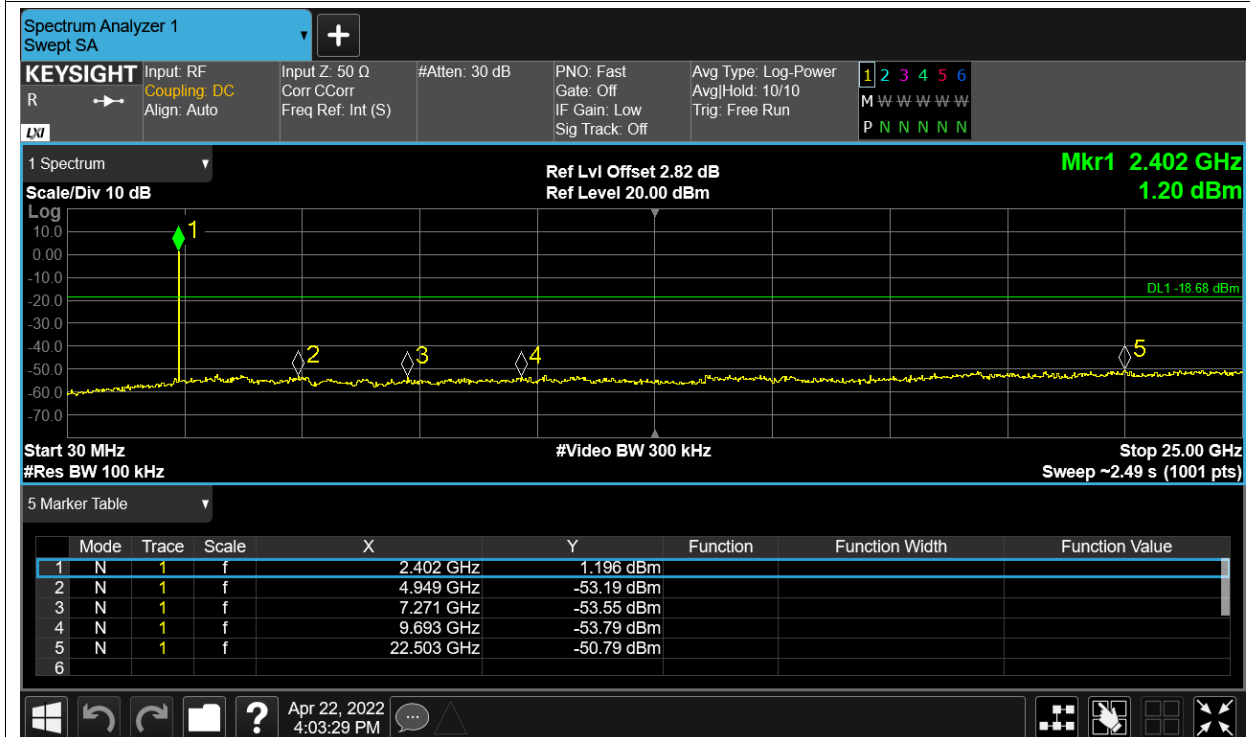 Spectrum Analyzer 1
Swept SA
+
KEYSIGHT
R
LXI
Input: RF
Coupling: DC
Align: Auto
Input Z: 50 Ω
Corr CCorr
Freq Ref: Int (S)
#Atten: 30 dB
PNO: Fast
Gate: Off
IF Gain: Low
Sig Track: Off
Avg Type: Log-Power
Avg|Hold: 10/10
Trig: Free Run
1 2 3 4 5 6
M W W W W W
P N N N N N
1 Spectrum
Scale/Div 10 dB
Ref Lvl Offset 2.82 dB
Ref Level 20.00 dBm
Mkr1 2.402 GHz
1.20 dBm
Log
10.0
0.00
-10.0
-20.0
-30.0
-40.0
-50.0
-60.0
-70.0
1
2
3
4
5
DL1 -18.68 dBm
Start 30 MHz
#Video BW 300 kHz
Stop 25.00 GHz
#Res BW 100 kHz
Sweep ~2.49 s (1001 pts)
5 Marker Table
Mode Trace Scale X Y Function Function Width Function Value
1 N 1 f 2.402 GHz 1.196 dBm
2 N 1 f 4.949 GHz -53.19 dBm
3 N 1 f 7.271 GHz -53.55 dBm
4 N 1 f 9.693 GHz -53.79 dBm
5 N 1 f 22.503 GHz -50.79 dBm
6
?
Apr 22, 2022
4:03:29 PM